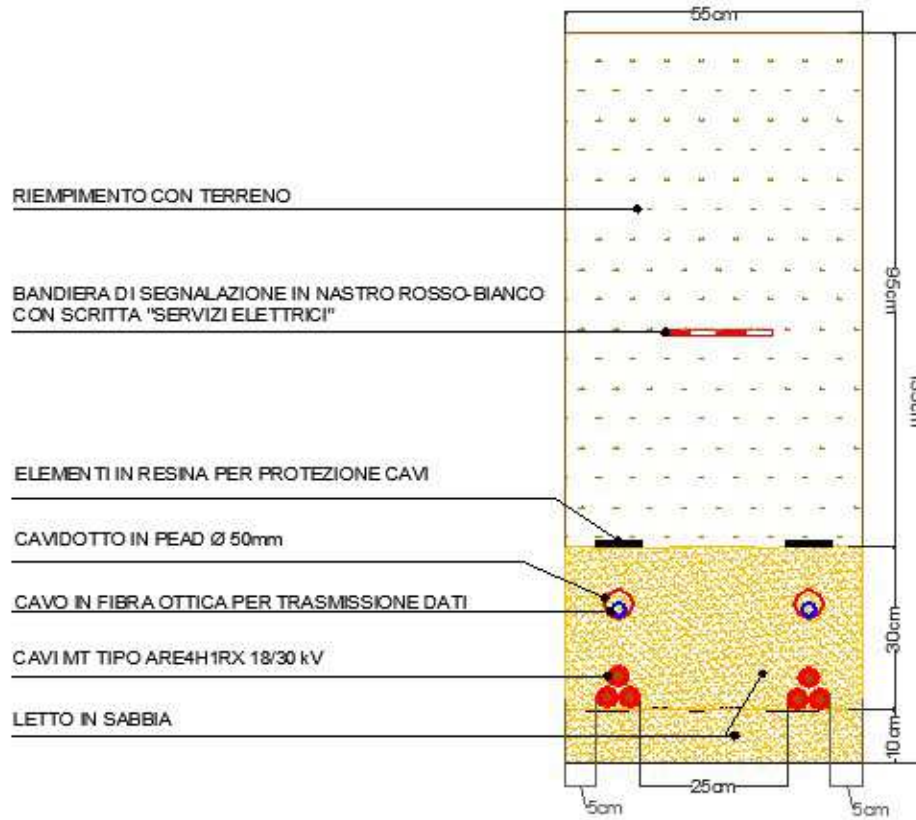 55cm
RIEMPIMENTO CON TERRENO
BANDIERA DI SEGNALAZIONE IN NASTRO ROSSO-BIANCO
CON SCRITTA "SERVIZI ELETTRICI"
95cm
ELEMENTI IN RESINA PER PROTEZIONE CAVI
CAVIDOTTO IN PEAD Ø 50mm
CAVO IN FIBRA OTTICA PER TRASMISSIONE DATI
30cm
CAVI MT TIPO ARE4H1RX 18/30 kV
LETTO IN SABBIA
10cm
25cm
5cm
5cm